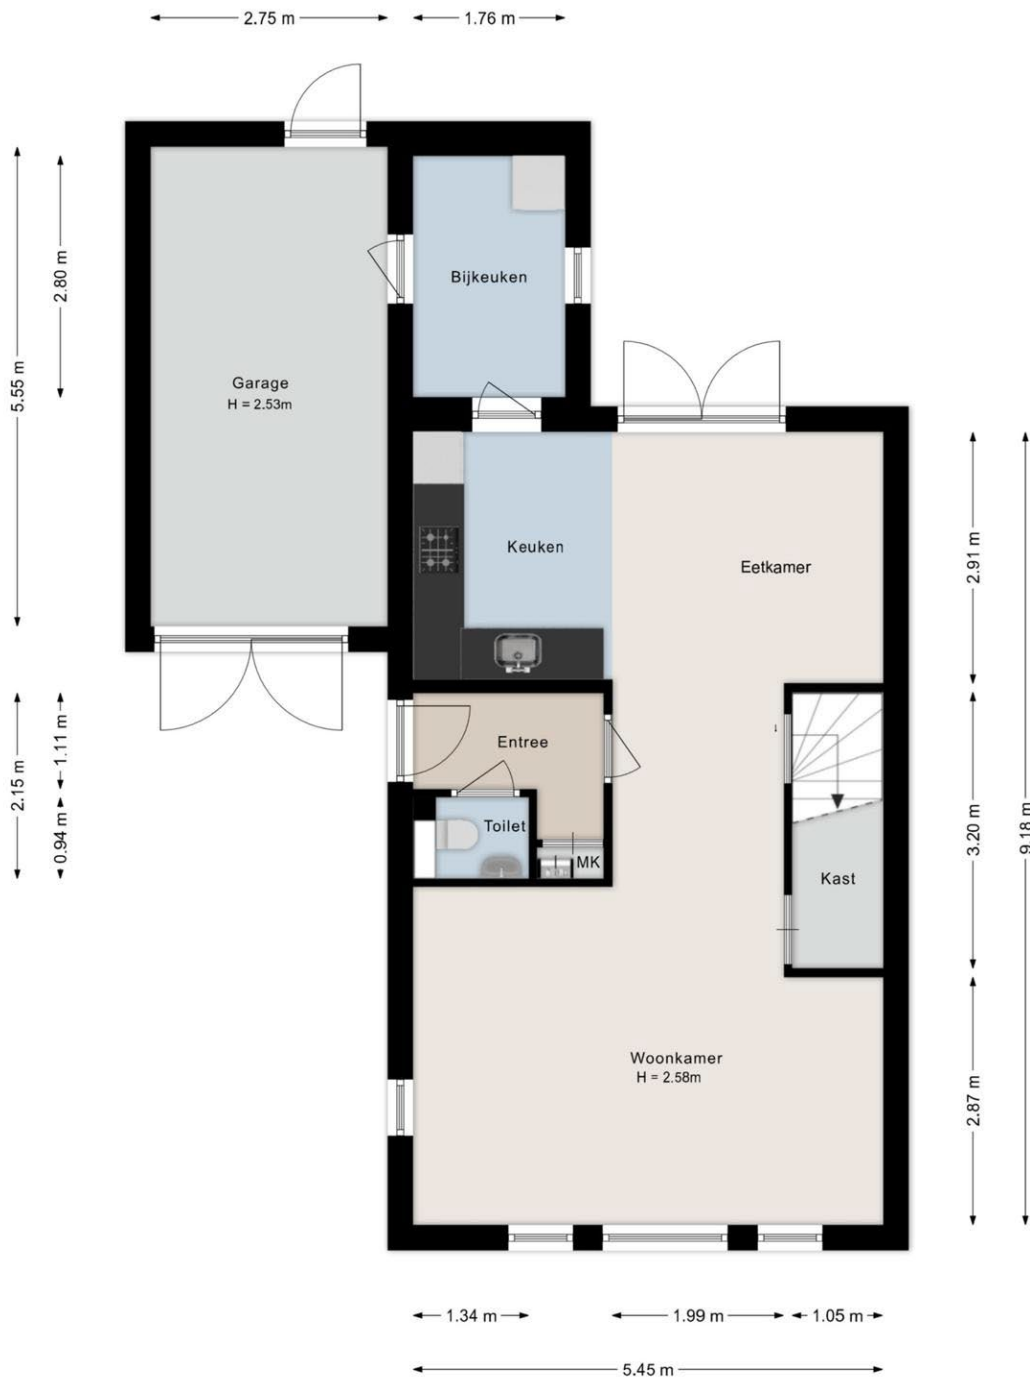 2.75 m
1.76 m
5.55 m
2.80 m
Bijkeuken
Garage
H = 2.53m
Keuken
Eetkamer
2.91 m
9.18 m
2.15 m
1.11 m
0.94 m
Entree
Toilet
MK
Kast
3.20 m
Woonkamer
H = 2.58m
2.87 m
1.34 m
1.99 m
1.05 m
5.45 m